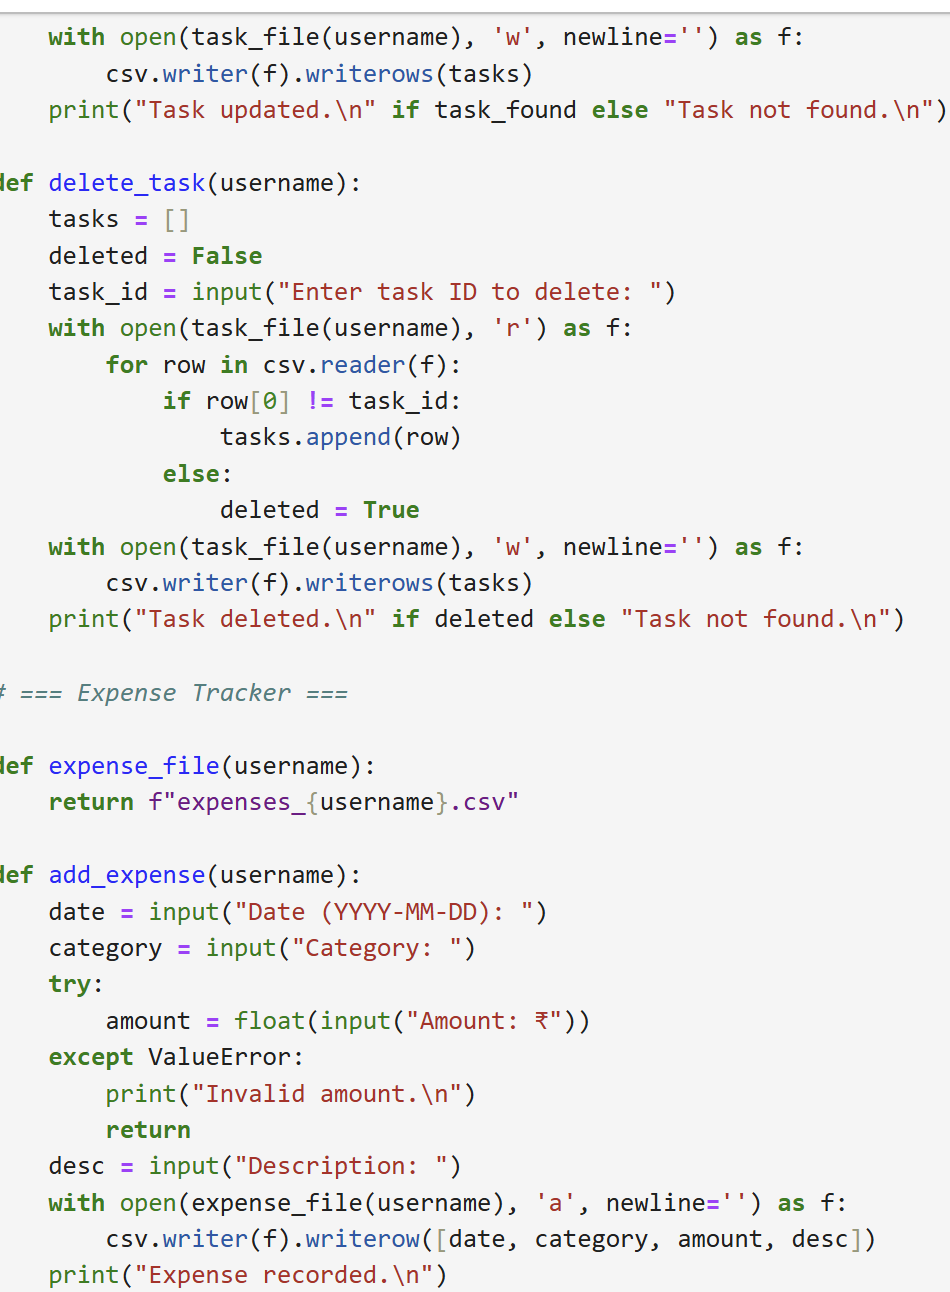 with open(task_file(username), 'w', newline='') as f:
        csv.writer(f).writerows(tasks)
    print("Task updated.\n" if task_found else "Task not found.\n")

def delete_task(username):
    tasks = []
    deleted = False
    task_id = input("Enter task ID to delete: ")
    with open(task_file(username), 'r') as f:
        for row in csv.reader(f):
            if row[0] != task_id:
                tasks.append(row)
            else:
                deleted = True
    with open(task_file(username), 'w', newline='') as f:
        csv.writer(f).writerows(tasks)
    print("Task deleted.\n" if deleted else "Task not found.\n")

# === Expense Tracker ===

def expense_file(username):
    return f"expenses_{username}.csv"

def add_expense(username):
    date = input("Date (YYYY-MM-DD): ")
    category = input("Category: ")
    try:
        amount = float(input("Amount: ₹"))
    except ValueError:
        print("Invalid amount.\n")
        return
    desc = input("Description: ")
    with open(expense_file(username), 'a', newline='') as f:
        csv.writer(f).writerow([date, category, amount, desc])
    print("Expense recorded.\n")